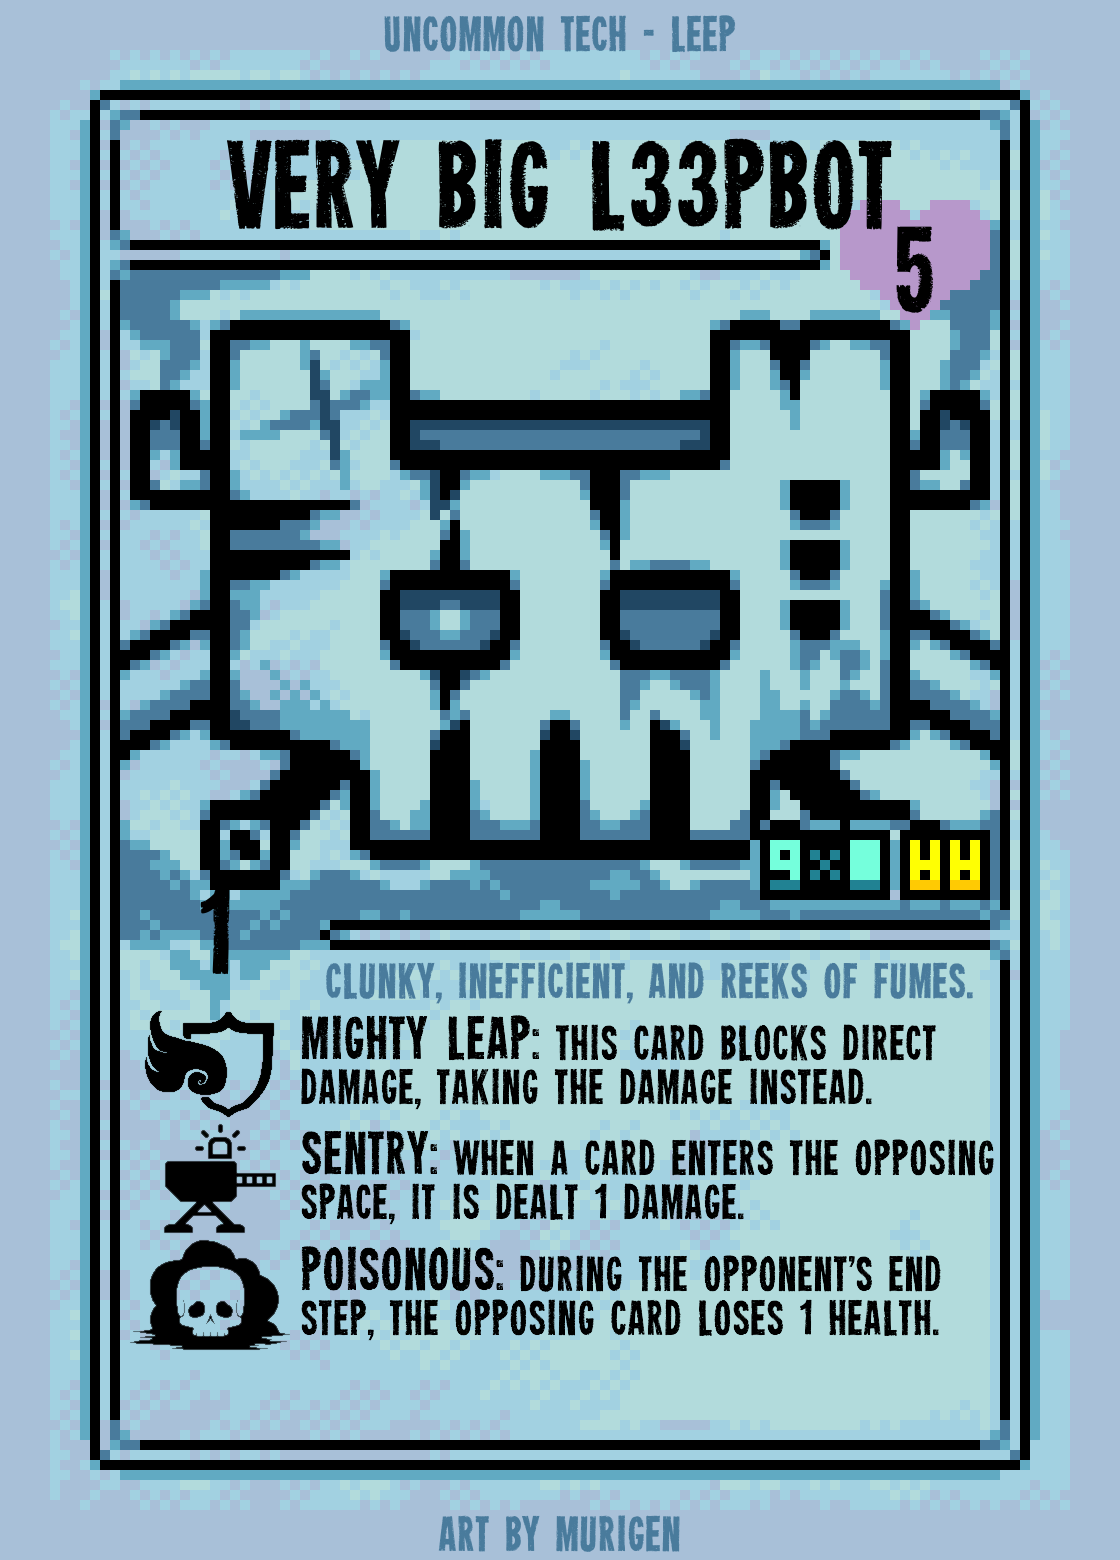 UNCOMMON TECH - LEEP
VERY BIG L33PBOT
5
9
1
CLUNKY, INEFFICIENT, AND REEKS OF FUMES.
MIGHTY LEAP: THIS CARD BLOCKS DIRECT
DAMAGE, TAKING THE DAMAGE INSTEAD.
SENTRY: WHEN A CARD ENTERS THE OPPOSING
SPACE, IT IS DEALT 1 DAMAGE.
POISONOUS: DURING THE OPPONENT'S END
STEP, THE OPPOSING CARD LOSES 1 HEALTH.
ART BY MURIGEN